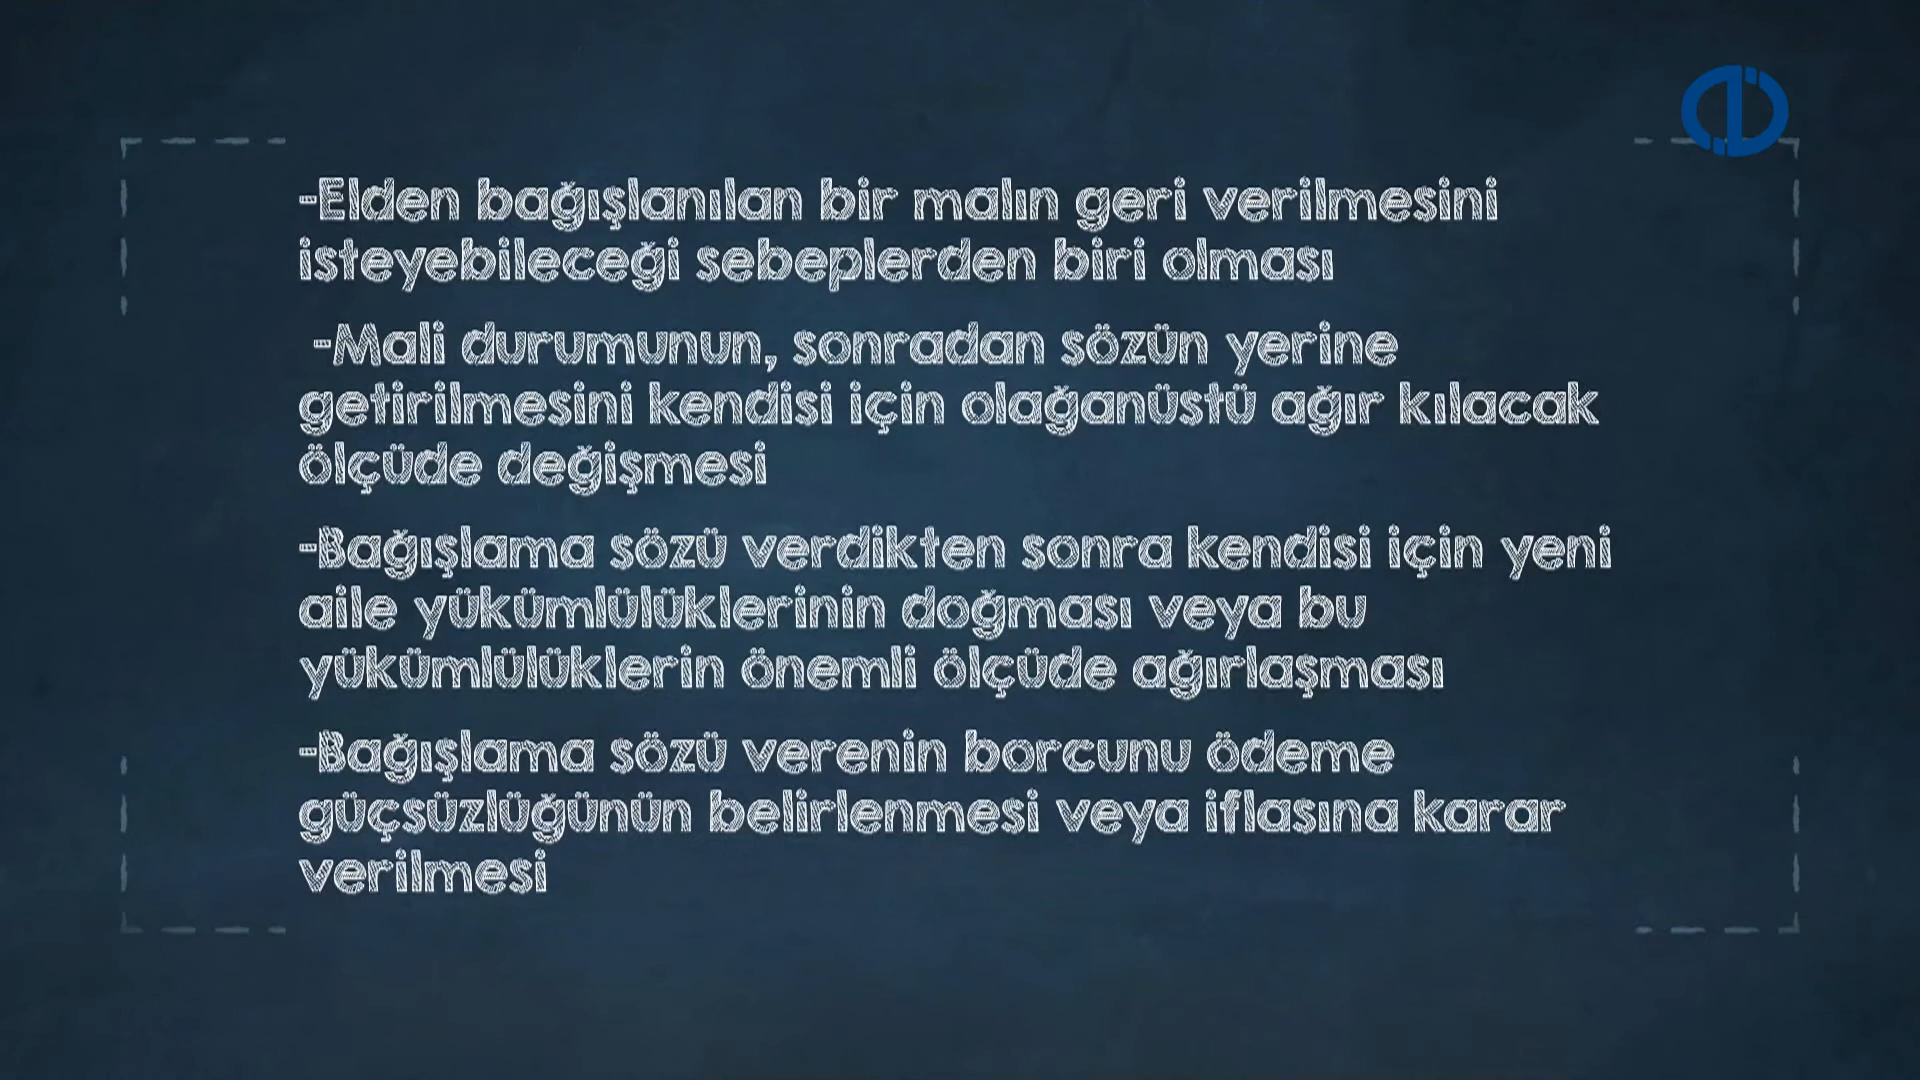 -Elden bağışlanılan bir malın geri verilmesini
isteyebileceği sebeplerden biri olması
-Mali durumunun, sonradan sözün yerine
getirilmesini kendisi için olağanüstü ağır kılacak
ölçüde değişmesi
-Bağışlama sözü verdikten sonra kendisi için yeni
aile yükümlülüklerinin doğması veya bu
yükümlülüklerin önemli ölçüde ağırlaşması
-Bağışlama sözü verenin borcunu ödeme
güçsüzlüğünün belirlenmesi veya iflasına karar
verilmesi